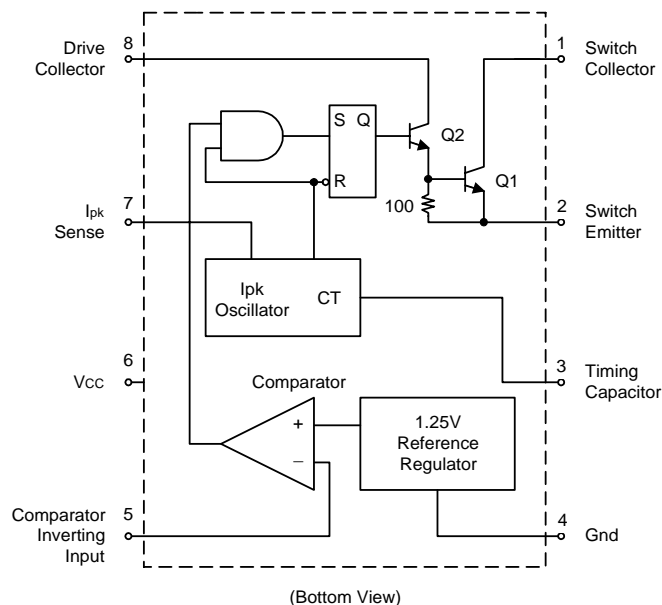 Drive
Collector
8
1
Switch
Collector
S Q
Q2
R
Q1
100
Ipk
Sense
7
2
Switch
Emitter
Ipk
Oscillator
CT
6
VCC
3
Timing
Capacitor
Comparator
+
−
1.25V
Reference
Regulator
5
Comparator
Inverting
Input
4
Gnd
(Bottom View)